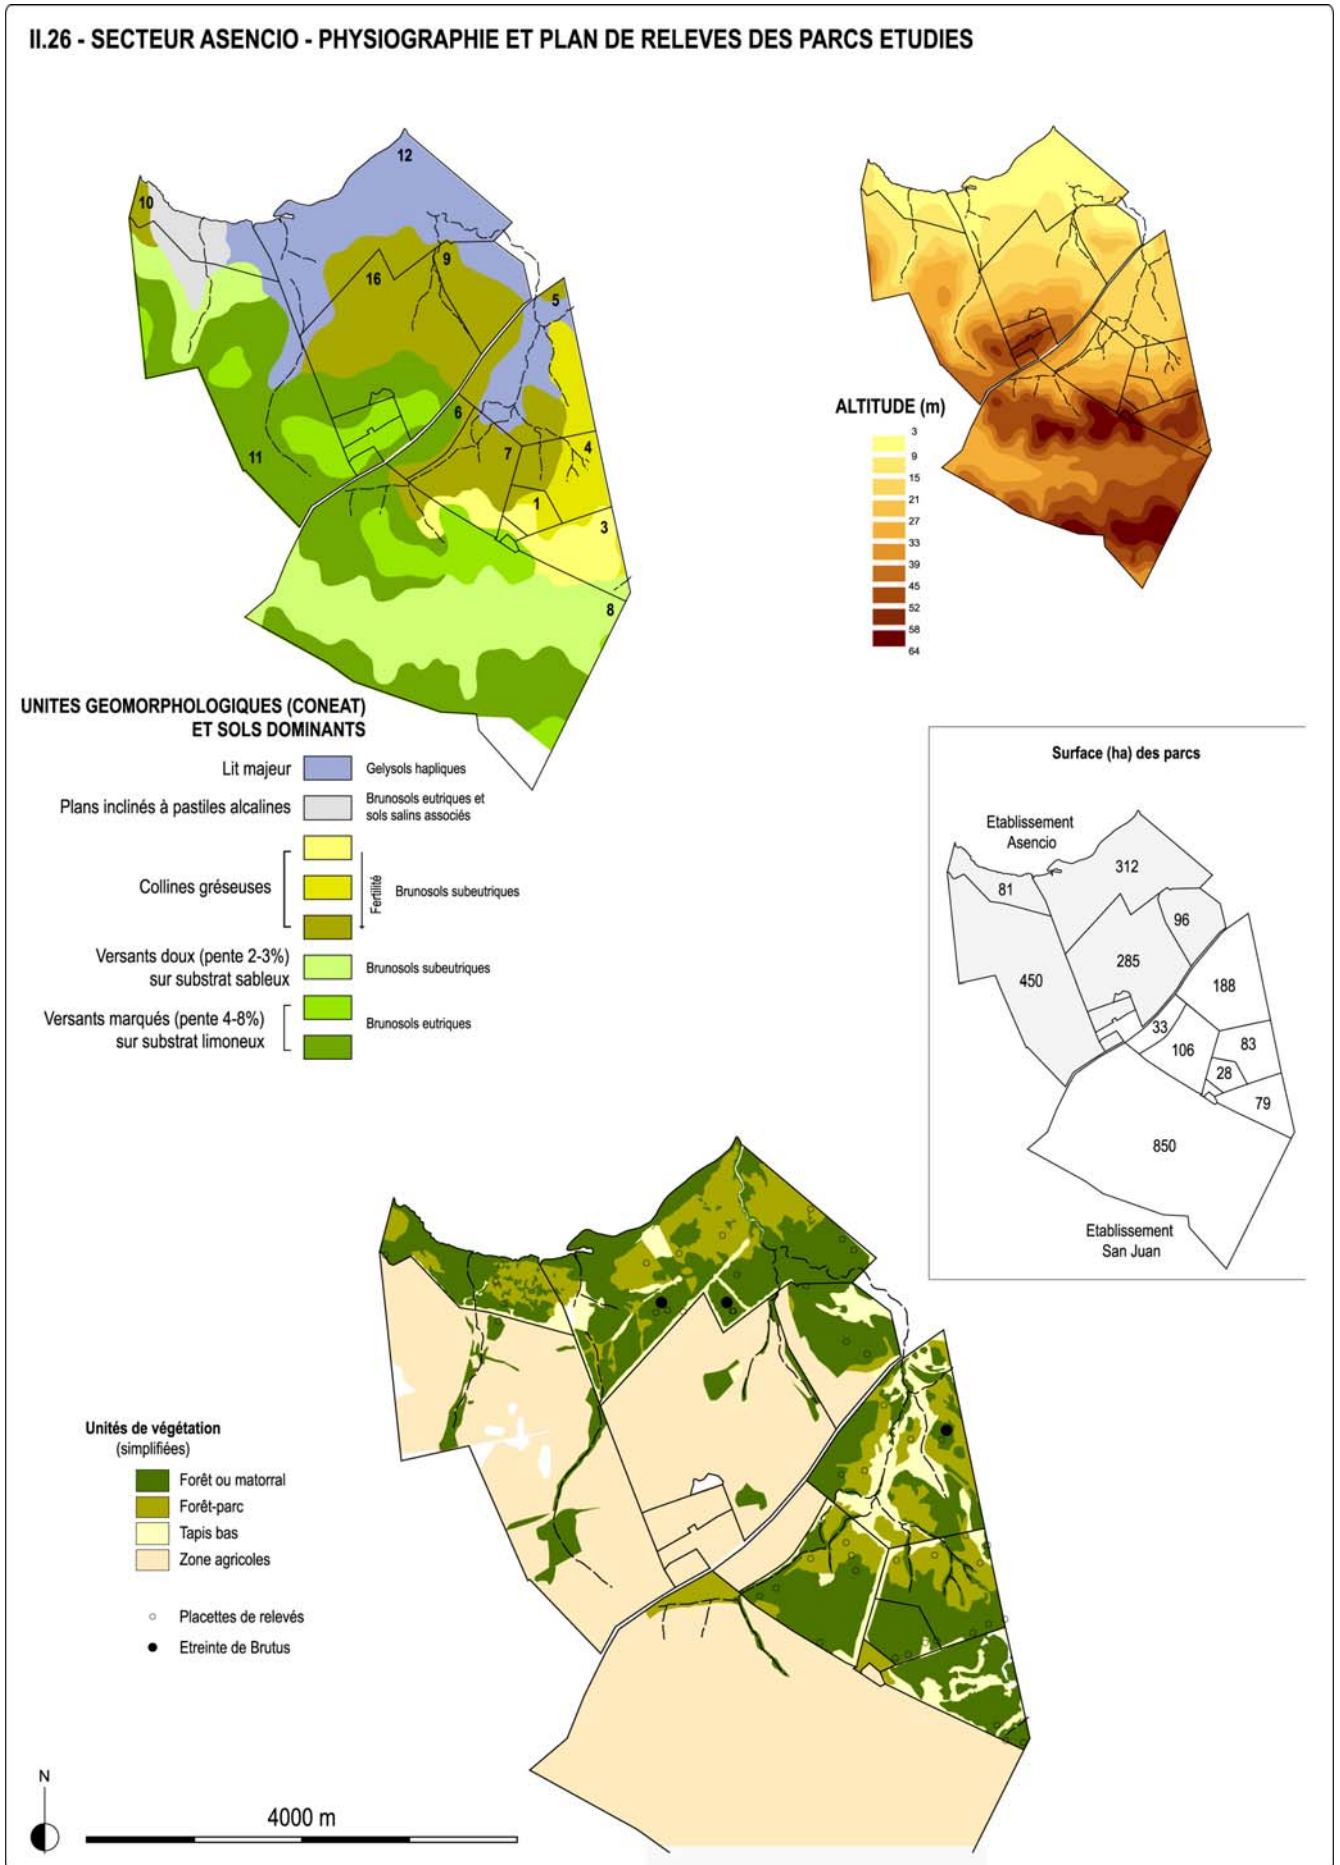 II.26 - SECTEUR ASENCIO - PHYSIOGRAPHIE ET PLAN DE RELEVES DES PARCS ETUDIES
12
10
16
9
5
6
7
4
11
1
3
8
ALTITUDE (m)
3
9
15
21
27
33
39
45
52
58
64
UNITES GEOMORPHOLOGIQUES (CONEAT)
ET SOLS DOMINANTS
Lit majeur
Gelysols hapliques
Plans inclinés à pastiles alcalines
Brunosols eutriques et
sols salins associés
Collines gréseuses
Fertilité
Brunosols subeutriques
Versants doux (pente 2-3%)
sur substrat sableux
Brunosols subeutriques
Versants marqués (pente 4-8%)
sur substrat limoneux
Brunosols eutriques
Surface (ha) des parcs
Etablissement
Asencio
312
81
96
285
450
188
33
106
83
28
79
850
Etablissement
San Juan
Unités de végétation
(simplifiées)
Forêt ou matorral
Forêt-parc
Tapis bas
Zone agricoles
Placettes de relevés
Etreinte de Brutus
N
4000 m